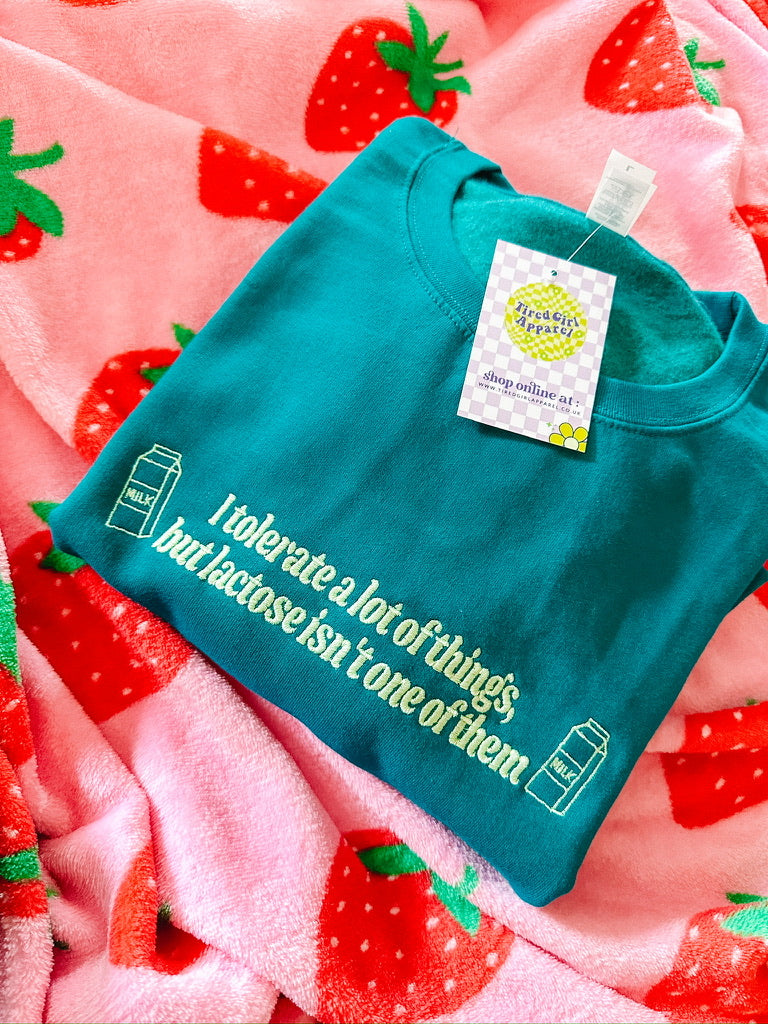 Tired Girl
Apparel
shop online at :
WWW.TIREDGIRLAPPAREL.CO.UK
MILK
I tolerate a lot of things,
but lactose isn't one of them
MILK